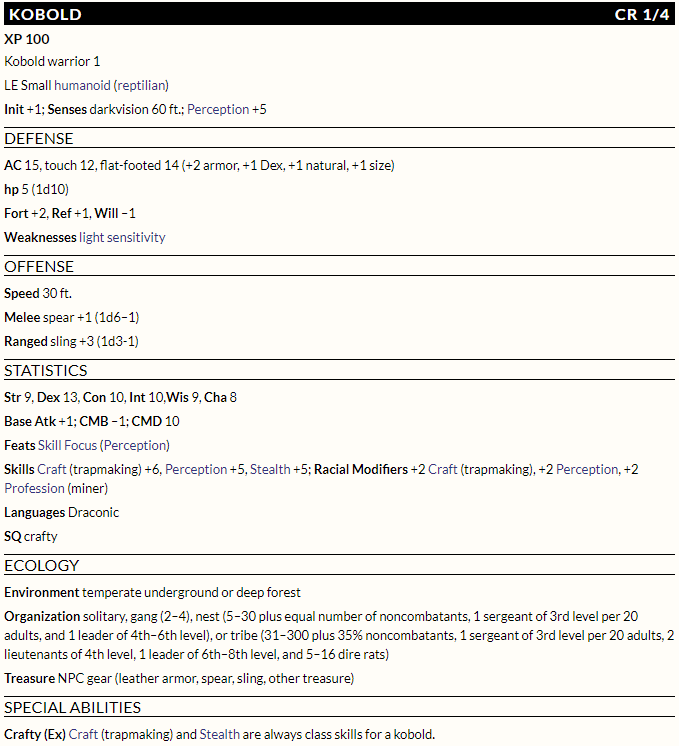 KOBOLD CR 1/4
XP 100
Kobold warrior 1
LE Small humanoid (reptilian)
Init +1; Senses darkvision 60 ft.; Perception +5
DEFENSE
AC 15, touch 12, flat-footed 14 (+2 armor, +1 Dex, +1 natural, +1 size)
hp 5 (1d10)
Fort +2, Ref +1, Will –1
Weaknesses light sensitivity
OFFENSE
Speed 30 ft.
Melee spear +1 (1d6–1)
Ranged sling +3 (1d3-1)
STATISTICS
Str 9, Dex 13, Con 10, Int 10,Wis 9, Cha 8
Base Atk +1; CMB –1; CMD 10
Feats Skill Focus (Perception)
Skills Craft (trapmaking) +6, Perception +5, Stealth +5; Racial Modifiers +2 Craft (trapmaking), +2 Perception, +2
Profession (miner)
Languages Draconic
SQ crafty
ECOLOGY
Environment temperate underground or deep forest
Organization solitary, gang (2–4), nest (5–30 plus equal number of noncombatants, 1 sergeant of 3rd level per 20
adults, and 1 leader of 4th–6th level), or tribe (31–300 plus 35% noncombatants, 1 sergeant of 3rd level per 20 adults, 2
lieutenants of 4th level, 1 leader of 6th–8th level, and 5–16 dire rats)
Treasure NPC gear (leather armor, spear, sling, other treasure)
SPECIAL ABILITIES
Crafty (Ex) Craft (trapmaking) and Stealth are always class skills for a kobold.